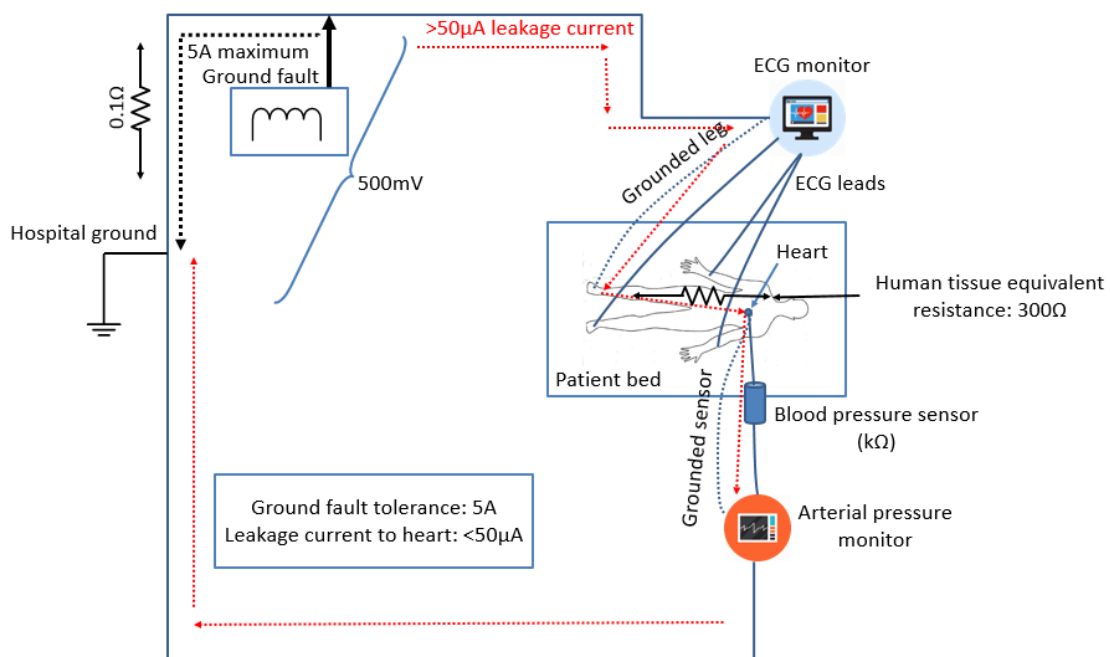 >50µA leakage current
5A maximum
Ground fault
0.1Ω
500mV
Hospital ground
ECG monitor
Grounded leg
ECG leads
Heart
Human tissue equivalent
resistance: 300Ω
Patient bed
Blood pressure sensor
(kΩ)
Grounded sensor
Ground fault tolerance: 5A
Leakage current to heart: <50µA
Arterial pressure
monitor